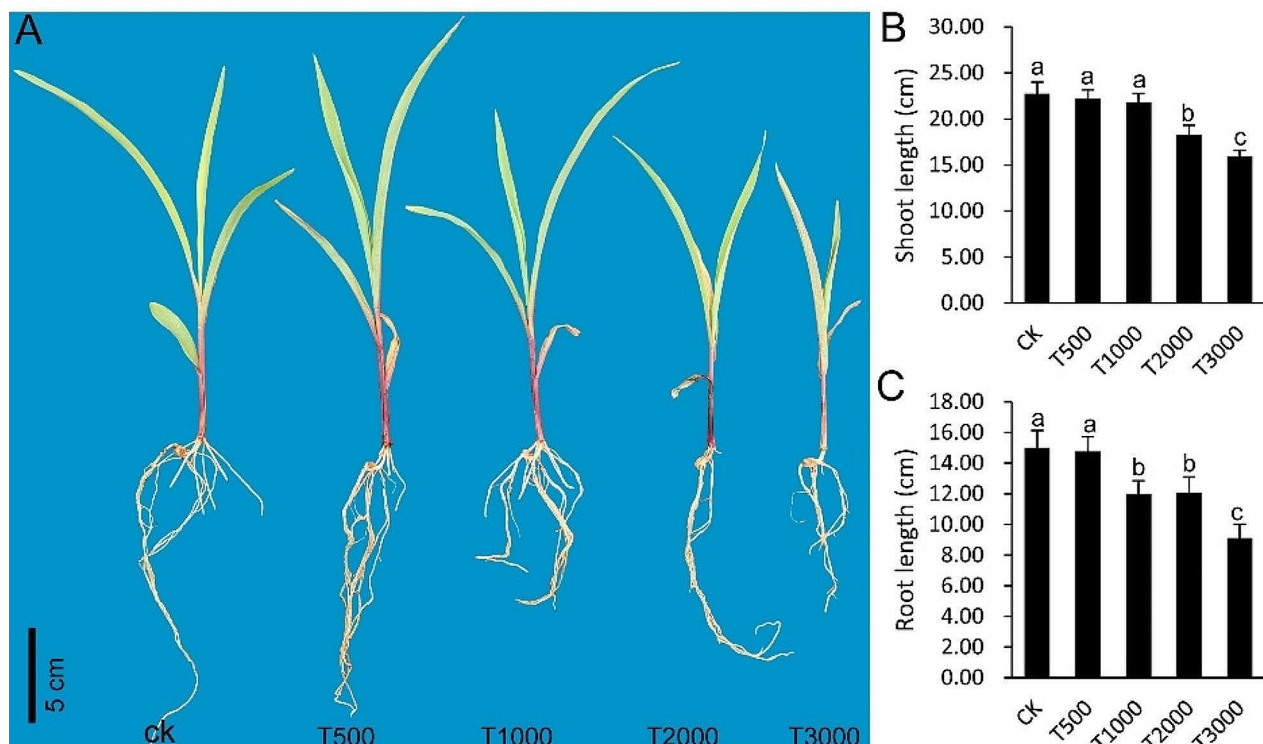 A
5 cm
ck
T500
T1000
T2000
T3000
B
Shoot length (cm)
30.00
25.00
20.00
15.00
10.00
5.00
0.00
a
a
a
b
c
CK
T500
T1000
T2000
T3000
C
Root length (cm)
18.00
16.00
14.00
12.00
10.00
8.00
6.00
4.00
2.00
0.00
a
a
b
b
c
CK
T500
T1000
T2000
T3000